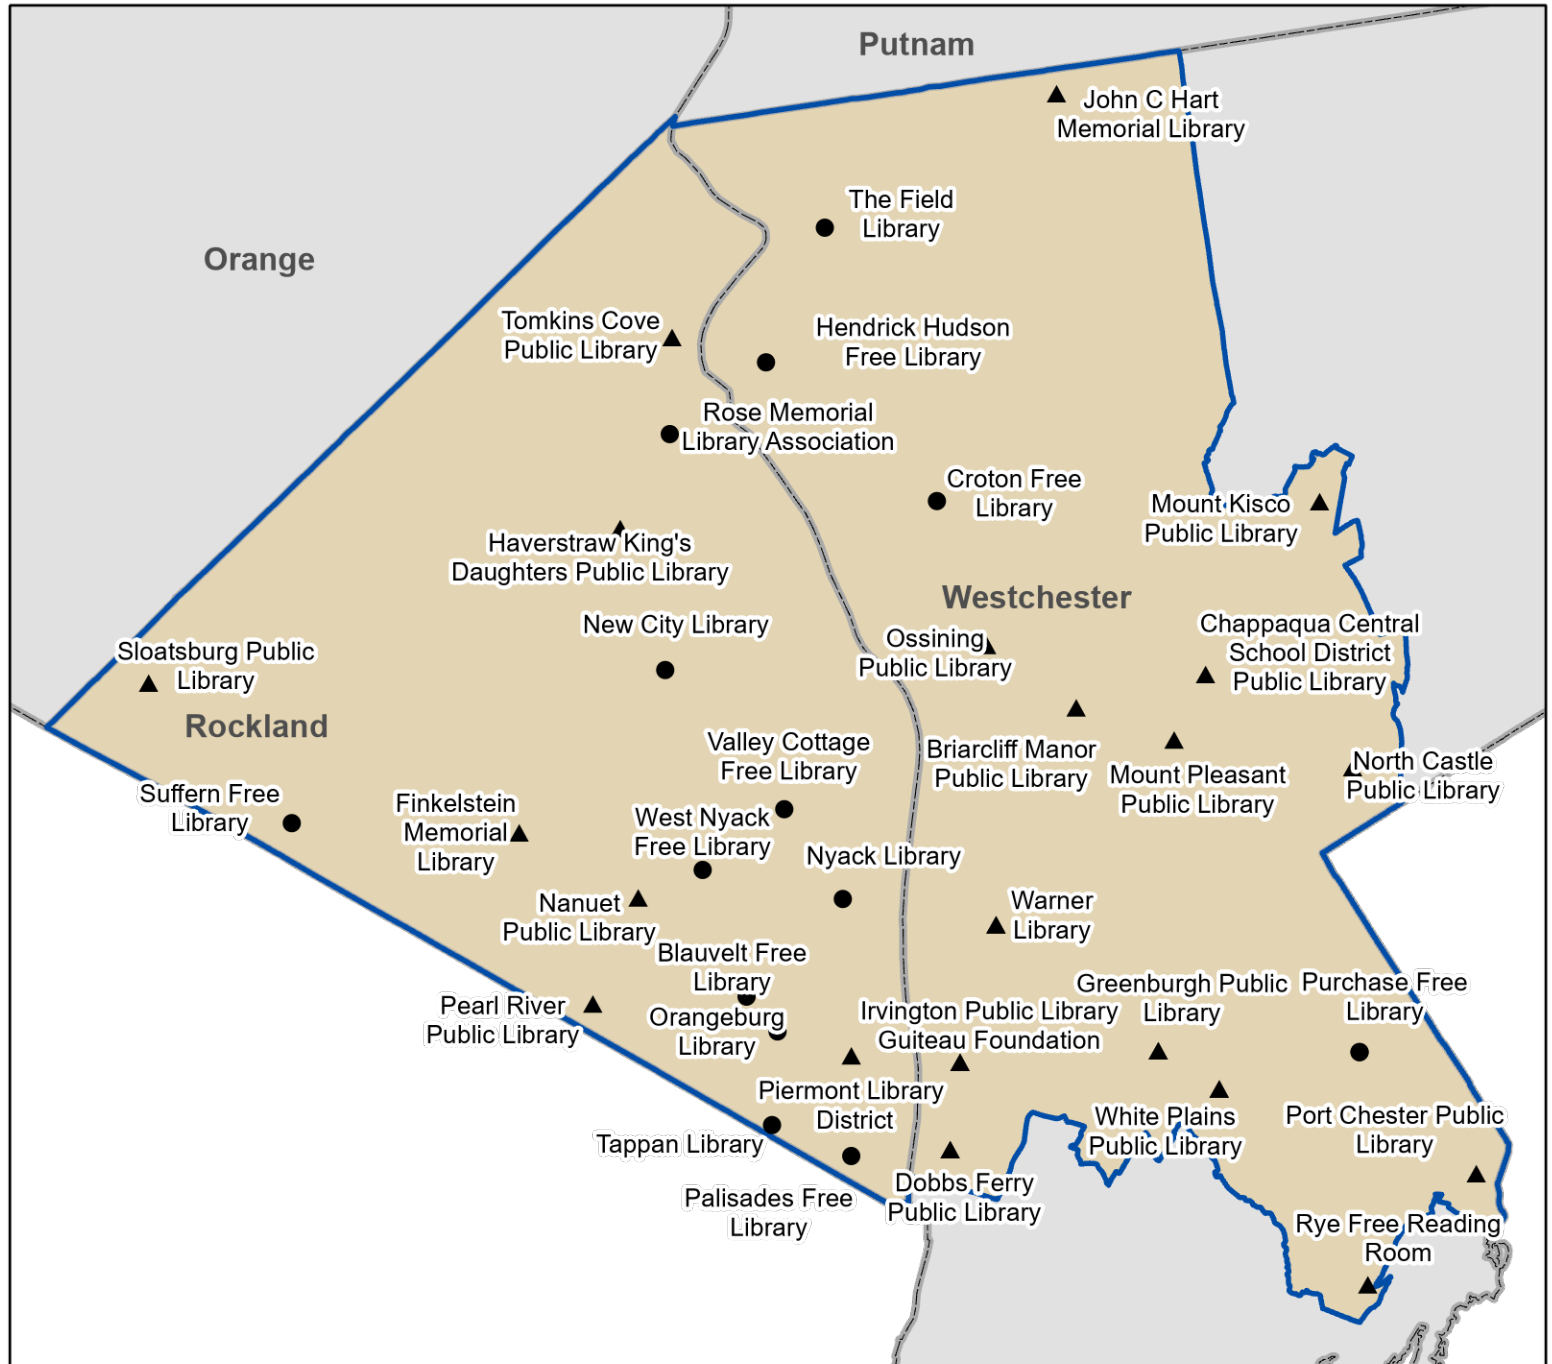 Putnam
John C Hart
Memorial Library
The Field
Library
Orange
Tomkins Cove
Public Library
Hendrick Hudson
Free Library
Rose Memorial
Library Association
Croton Free
Library
Mount Kisco
Public Library
Haverstraw King's
Daughters Public Library
Westchester
New City Library
Ossining
Public Library
Chappaqua Central
School District
Public Library
Sloatsburg Public
Library
Rockland
Valley Cottage
Free Library
Briarcliff Manor
Public Library
Mount Pleasant
Public Library
North Castle
Public Library
Suffern Free
Library
Finkelstein
Memorial
Library
West Nyack
Free Library
Nyack Library
Nanuet
Public Library
Warner
Library
Blauvelt Free
Library
Pearl River
Public Library
Orangeburg
Library
Irvington Public Library
Guiteau Foundation
Greenburgh Public
Library
Purchase Free
Library
Piermont Library
District
White Plains
Public Library
Port Chester Public
Library
Tappan Library
Palisades Free
Library
Dobbs Ferry
Public Library
Rye Free Reading
Room